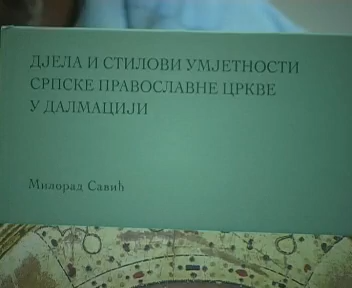 ДЈЕЛА И СТИЛОВИ УМЈЕТНОСТИ
СРПСКЕ ПРАВОСЛАВНЕ ЦРКВЕ
У ДАЛМАЦИЈИ
Милорад Савић